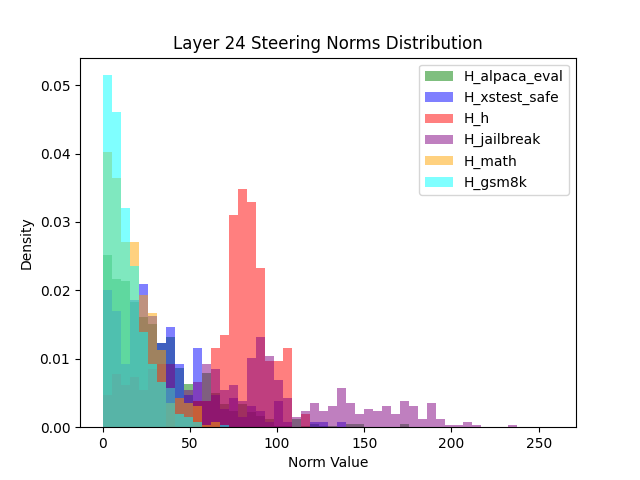 Layer 24 Steering Norms Distribution
H_alpaca_eval
H_xstest_safe
H_h
H_jailbreak
H_math
H_gsm8k
Density
0.05
0.04
0.03
0.02
0.01
0.00
0 50 100 150 200 250
Norm Value